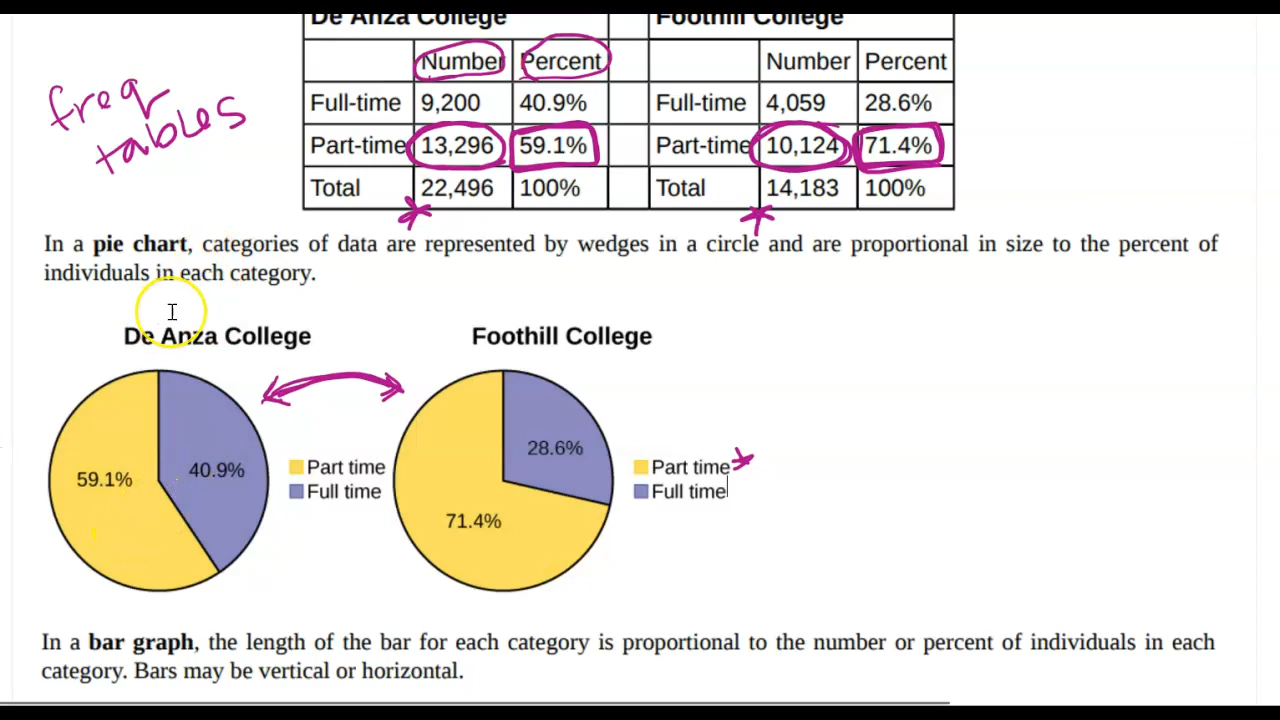 De Anza College Foothill College
Number Percent Number Percent
freq
tables
Full-time 9,200 40.9% Full-time 4,059 28.6%
Part-time 13,296 59.1% Part-time 10,124 71.4%
Total 22,496 100% Total 14,183 100%
In a pie chart, categories of data are represented by wedges in a circle and are proportional in size to the percent of
individuals in each category.
De Anza College Foothill College
59.1% 40.9% Part time
Full time
28.6% 71.4% Part time
Full time
In a bar graph, the length of the bar for each category is proportional to the number or percent of individuals in each
category. Bars may be vertical or horizontal.